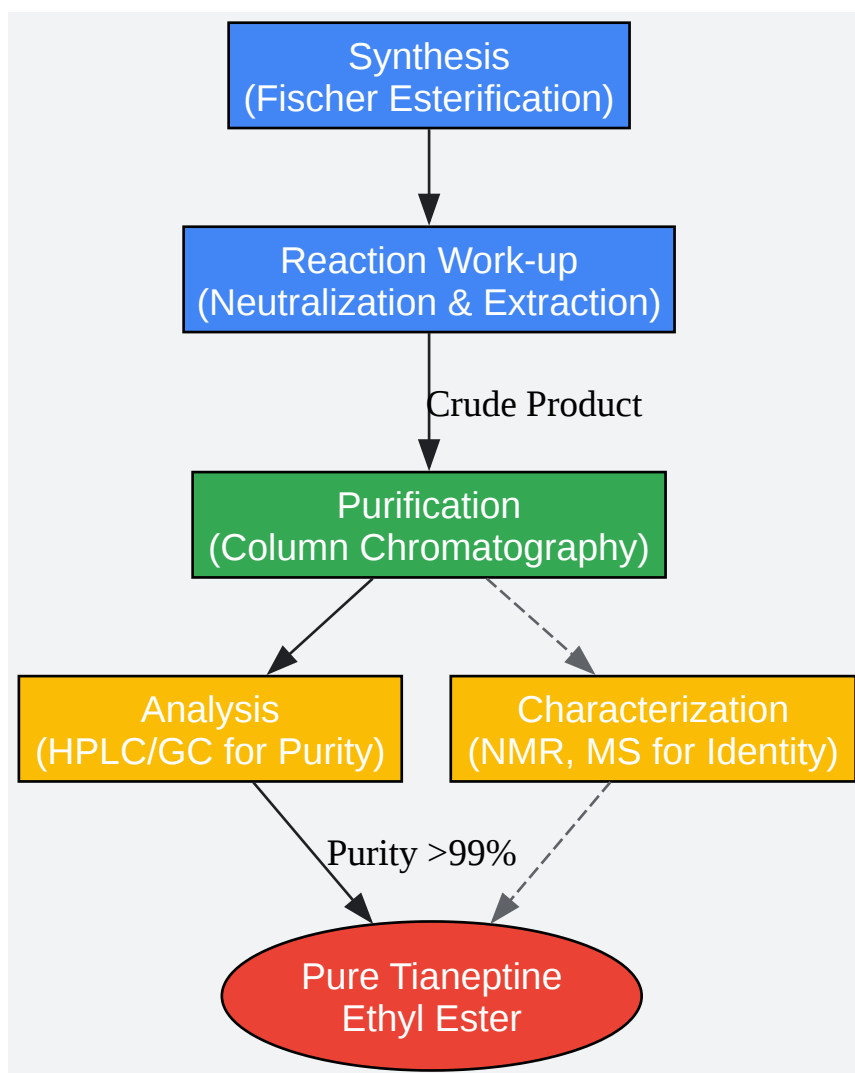 Synthesis
(Fischer Esterification)
Reaction Work-up
(Neutralization & Extraction)
Crude Product
Purification
(Column Chromatography)
Analysis
(HPLC/GC for Purity)
Characterization
(NMR, MS for Identity)
Purity >99%
Pure Tianeptine
Ethyl Ester